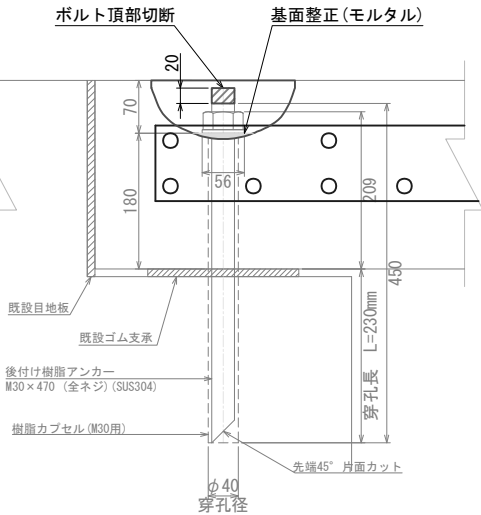 ボルト頂部切断
基面整正(モルタル)
20
70
56
180
209
450
既設目地板
既設ゴム支承
穿孔長 L=230mm
後付け樹脂アンカー
M30×470 (全ネジ)(SUS304)
樹脂カプセル(M30用)
先端45° 片面カット
φ40
穿孔径